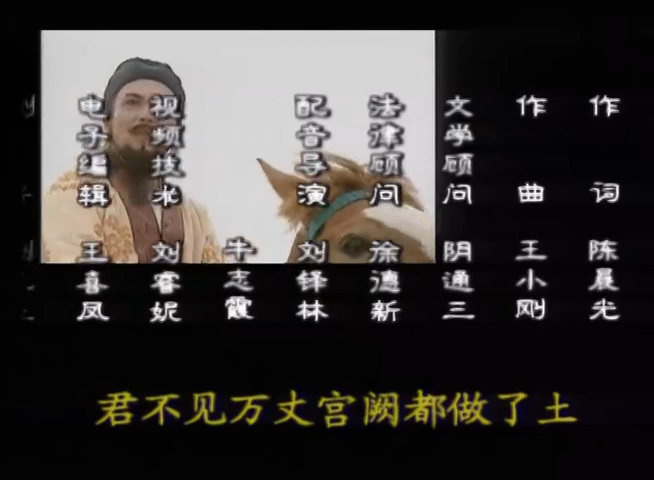 作 词 陈晨光
作 曲 王小刚
文学顾问 阴通三
法律顾问 徐德新
配音导演 刘铎林
牛志霞
视频技术 刘睿妮
电子编辑 王喜凤
君不见万丈宫阙都做了土